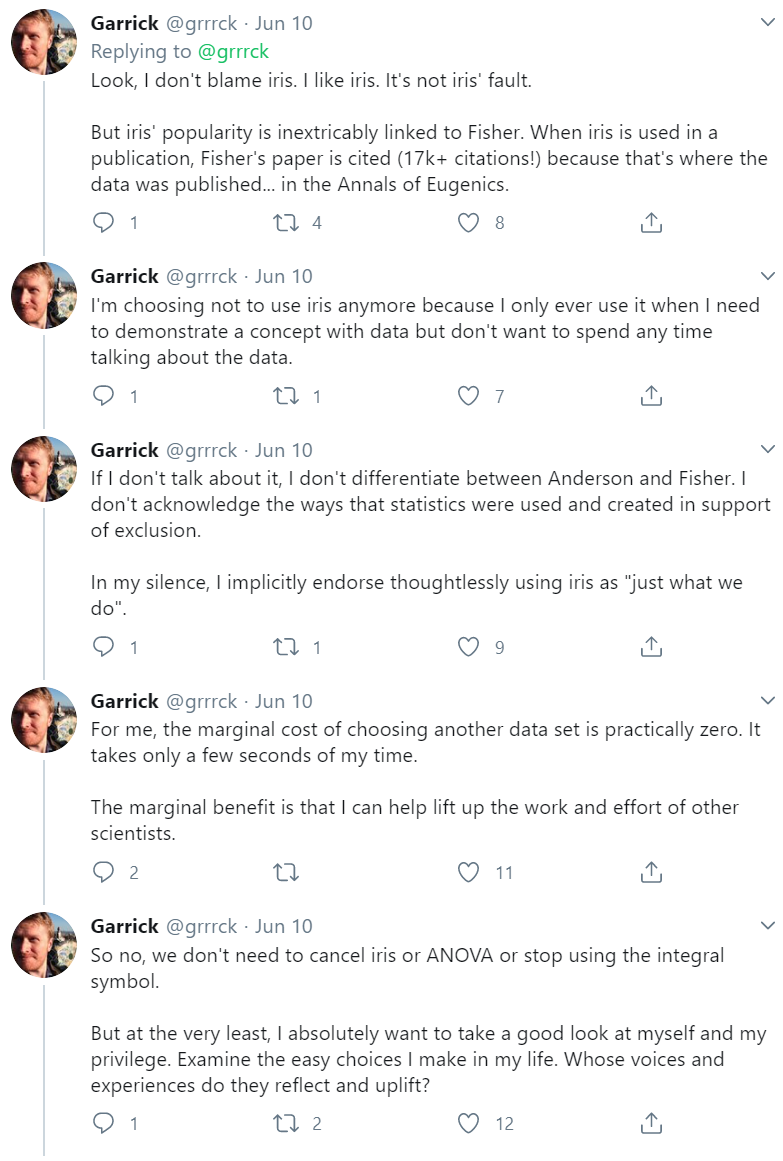 Garrick @grrrck · Jun 10
Replying to @grrrck
Look, I don't blame iris. I like iris. It's not iris' fault.
But iris' popularity is inextricably linked to Fisher. When iris is used in a
publication, Fisher's paper is cited (17k+ citations!) because that's where the
data was published... in the Annals of Eugenics.
1 4 8
Garrick @grrrck · Jun 10
I'm choosing not to use iris anymore because I only ever use it when I need
to demonstrate a concept with data but don't want to spend any time
talking about the data.
1 1 7
Garrick @grrrck · Jun 10
If I don't talk about it, I don't differentiate between Anderson and Fisher. I
don't acknowledge the ways that statistics were used and created in support
of exclusion.
In my silence, I implicitly endorse thoughtlessly using iris as "just what we
do".
1 1 9
Garrick @grrrck · Jun 10
For me, the marginal cost of choosing another data set is practically zero. It
takes only a few seconds of my time.
The marginal benefit is that I can help lift up the work and effort of other
scientists.
2 11
Garrick @grrrck · Jun 10
So no, we don't need to cancel iris or ANOVA or stop using the integral
symbol.
But at the very least, I absolutely want to take a good look at myself and my
privilege. Examine the easy choices I make in my life. Whose voices and
experiences do they reflect and uplift?
1 2 12